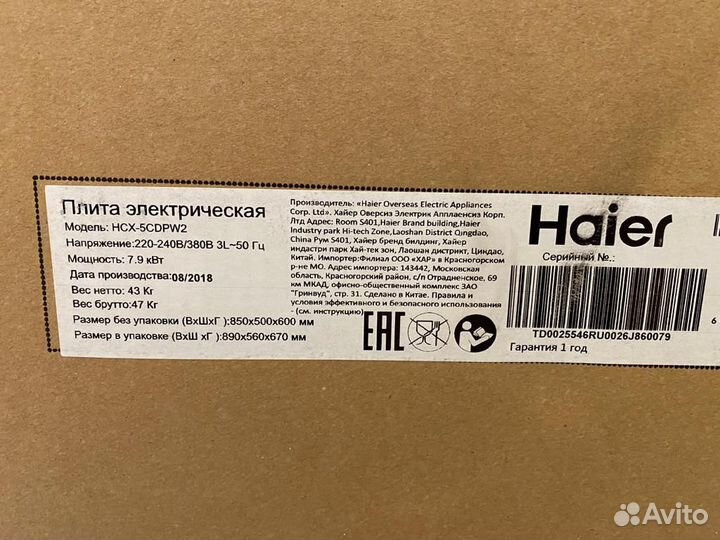 Плита электрическая
Модель: HCX-5CDPW2
Напряжение:220-240В/380В 3L~50 Гц
Мощность: 7.9 кВт
Дата производства:08/2018
Вес нетто: 43 Кг
Вес брутто:47 Кг
Размер без упаковки (ВхШхГ ):850х500х600 мм
Размер в упаковке (ВхШ хГ ):890х560х670 мм
Производитель: «Haier Overseas Electric Appliances
Corp. Ltd». Хайер Оверсиз Электрик Апплаенсиз Корп.
Лтд Адрес: Room S401,Haier Brand building,Haier
Industry park Hi-tech Zone,Laoshan District Qingdao,
China Рум S401, Хайер бренд билдинг, Хайер
индастри парк Хай-тек зон, Лаошан дистрикт, Циндао,
Китай. Импортер:Филиал ООО «ХАР» в Красногорском
р-не МО. Адрес импортера: 143442, Московская
область, Красногорский район, с/п Отрадненское, 69
км МКАД, офисно-общественный комплекс ЗАО
"Гринвуд", стр. 31. Сделано в Китае. Правила и
условия эффективного и безопасного использования
- (см. инструкцию)
EAC
Haier
Серийный №.:
TD0025546RU0026J860079
Гарантия 1 год
6
Avito